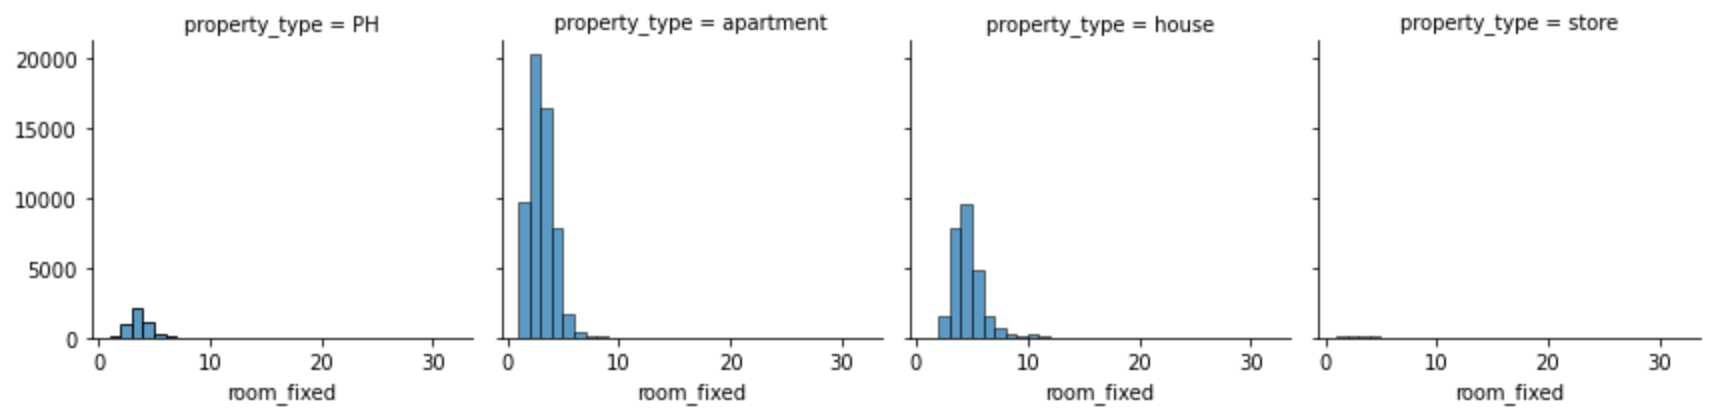 property_type = PH
property_type = apartment
property_type = house
property_type = store
20000
15000
10000
5000
0
0 10 20 30
0 10 20 30
0 10 20 30
0 10 20 30
room_fixed
room_fixed
room_fixed
room_fixed